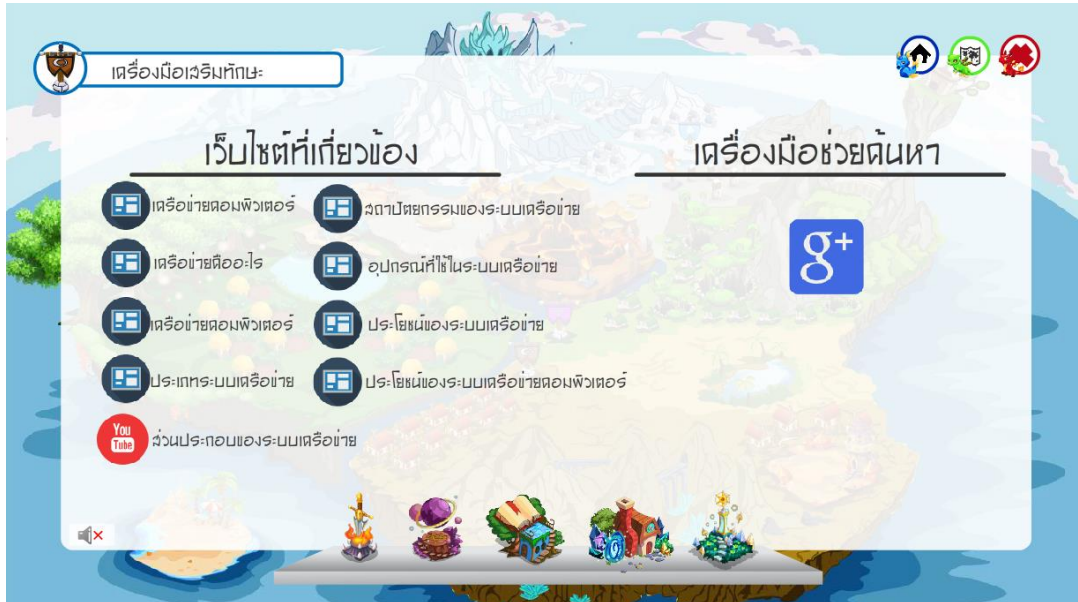 เครื่องมือเสริมทักษะ
เว็บไซต์ที่เกี่ยวข้อง
เครือข่ายคอมพิวเตอร์
สถาปัตยกรรมของระบบเครือข่าย
เครือข่ายคืออะไร
อุปกรณ์ที่ใช้ในระบบเครือข่าย
เครือข่ายคอมพิวเตอร์
ประโยชน์ของระบบเครือข่าย
ประเภทระบบเครือข่าย
ประโยชน์ของระบบเครือข่ายคอมพิวเตอร์
You
Tube
ส่วนประกอบของระบบเครือข่าย
เครื่องมือช่วยค้นหา
g+